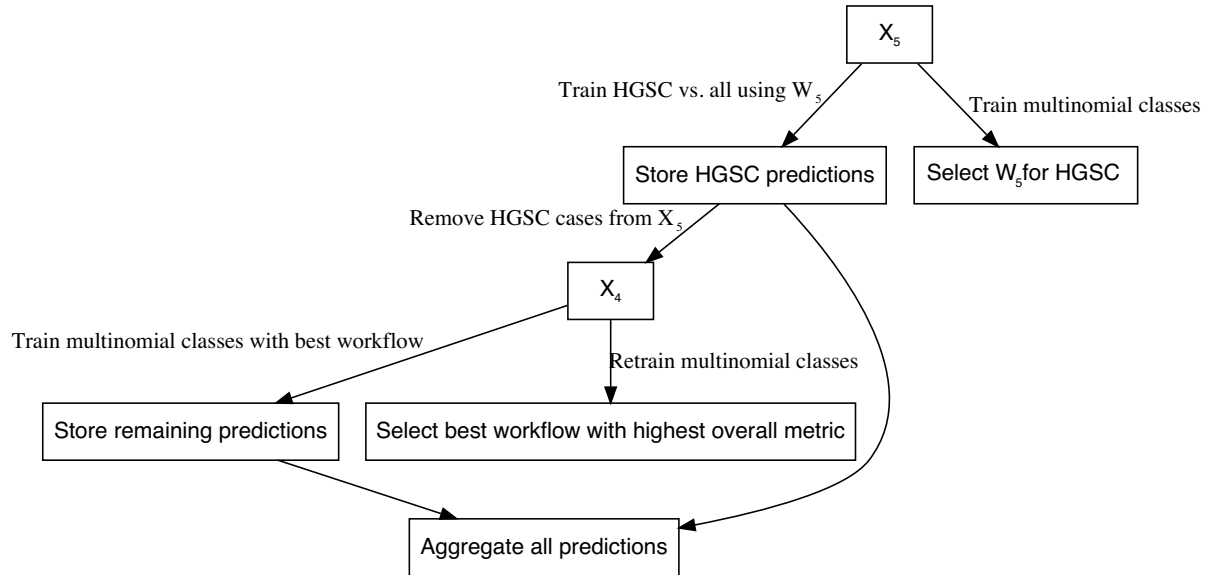 X₅
Train HGSC vs. all using W₅
Train multinomial classes
Store HGSC predictions
Select W₅for HGSC
Remove HGSC cases from X₅
X₄
Train multinomial classes with best workflow
Retrain multinomial classes
Store remaining predictions
Select best workflow with highest overall metric
Aggregate all predictions